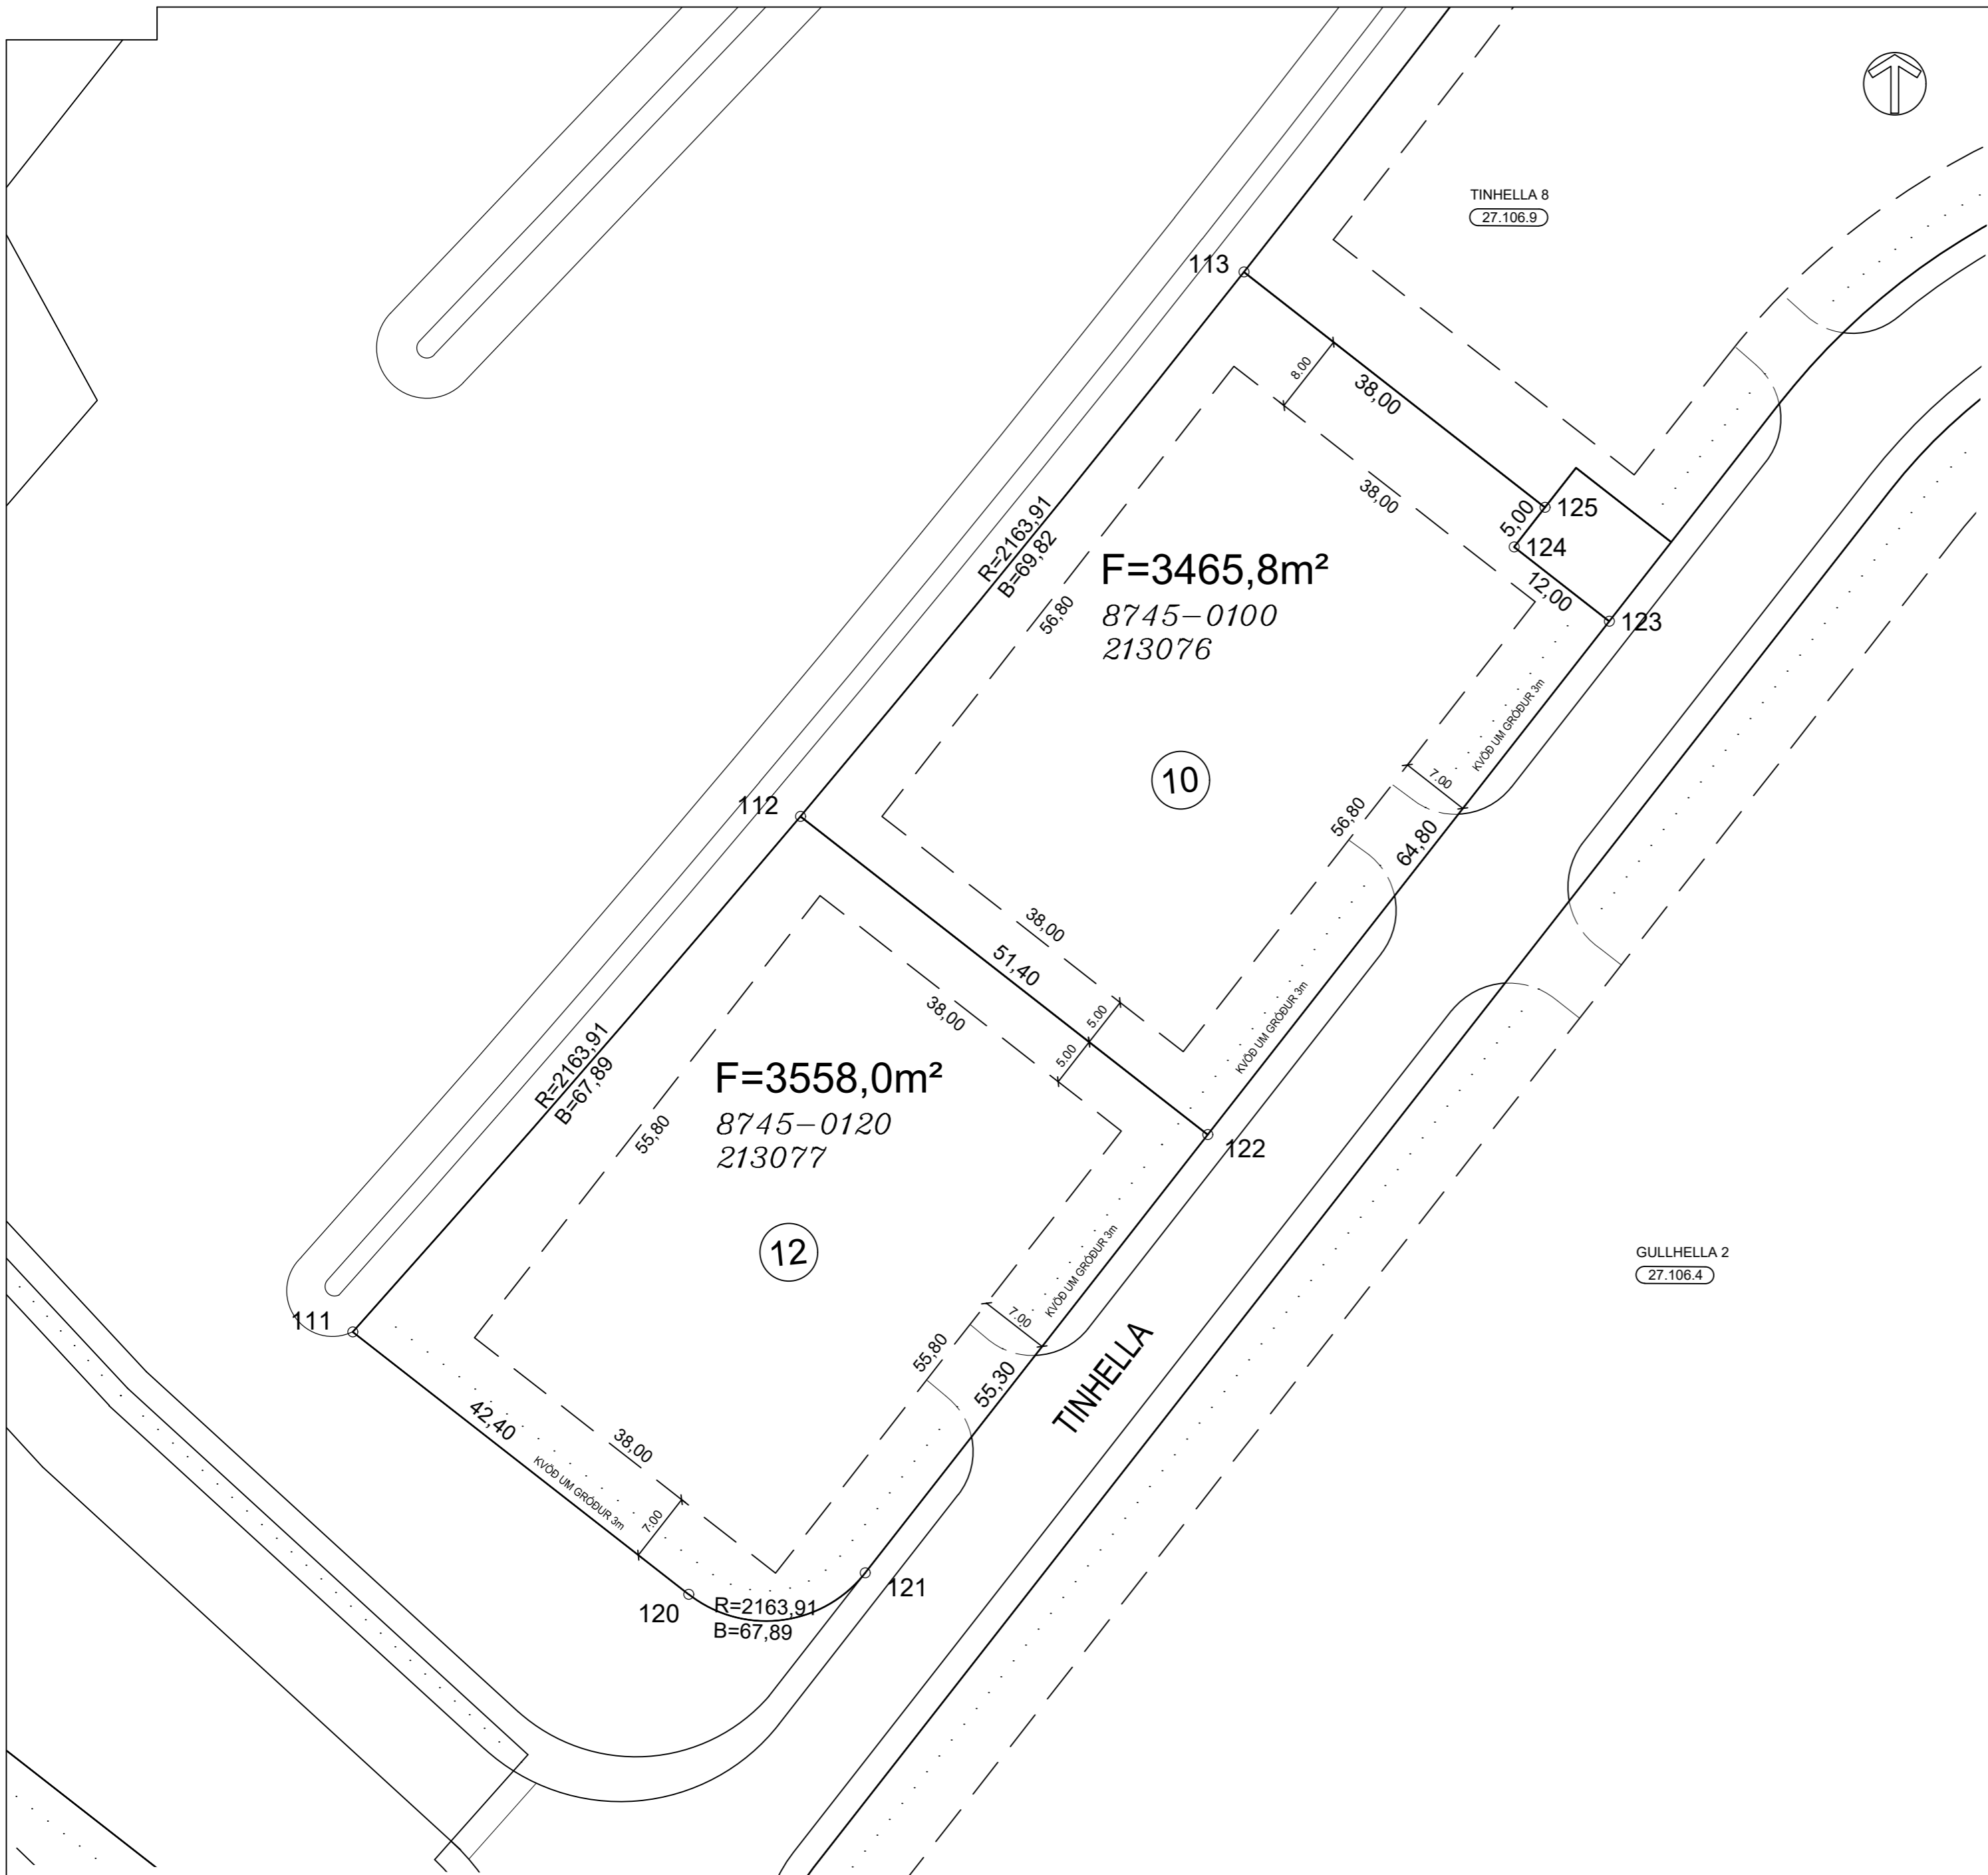 TINHELLA 8
27.106.9
113
8.00
38,00
38,00
5,00
125
124
12,00
123
R=2163,91
B=69,82
56,80
F=3465,8m²
8745-0100
213076
10
KVÖÐ UM GRÓÐUR 3m
7.00
56,80
64,80
112
38,00
51,40
38,00
5.00
5.00
KVÖÐ UM GRÓÐUR 3m
122
R=2163,91
B=67,89
55,80
F=3558,0m²
8745-0120
213077
12
KVÖÐ UM GRÓÐUR 3m
7.00
55,80
55,30
TINHELLA
GULLHELLA 2
27.106.4
111
42,40
38,00
KVÖÐ UM GRÓÐUR 3m
7.00
121
120
R=2163,91
B=67,89